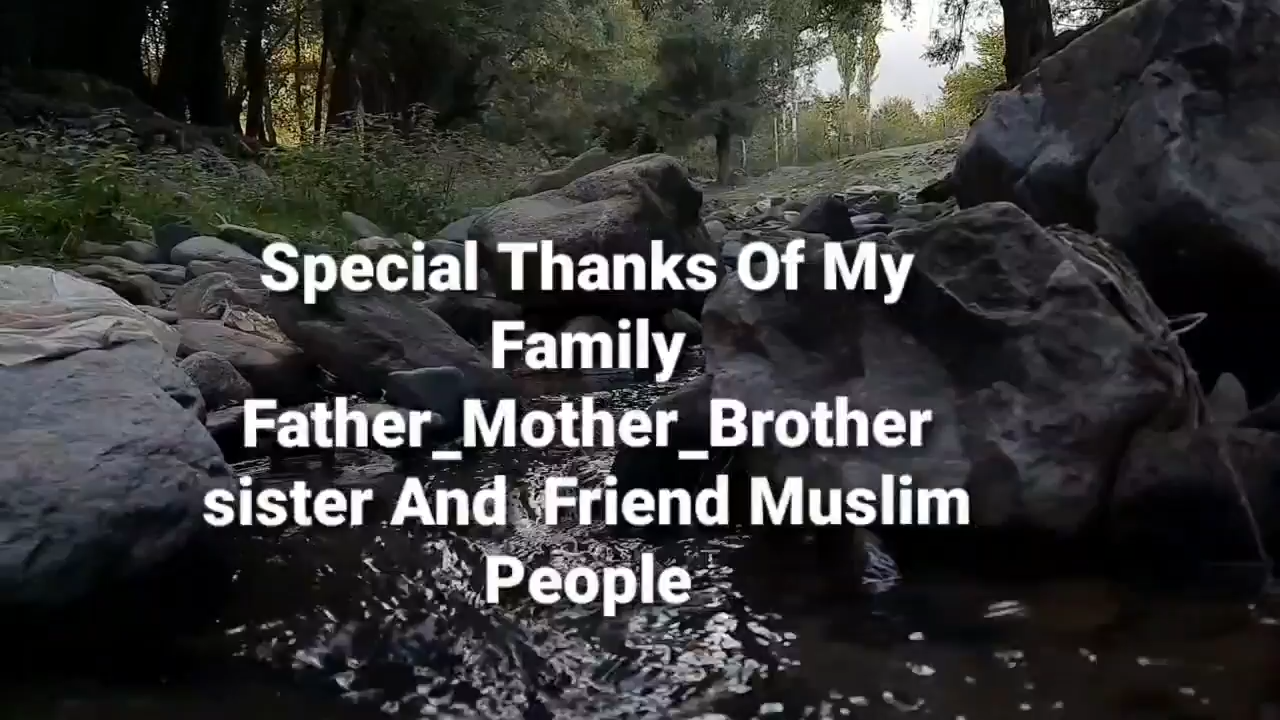 Special Thanks Of My
Family
Father_Mother_Brother
sister And  Friend Muslim
People